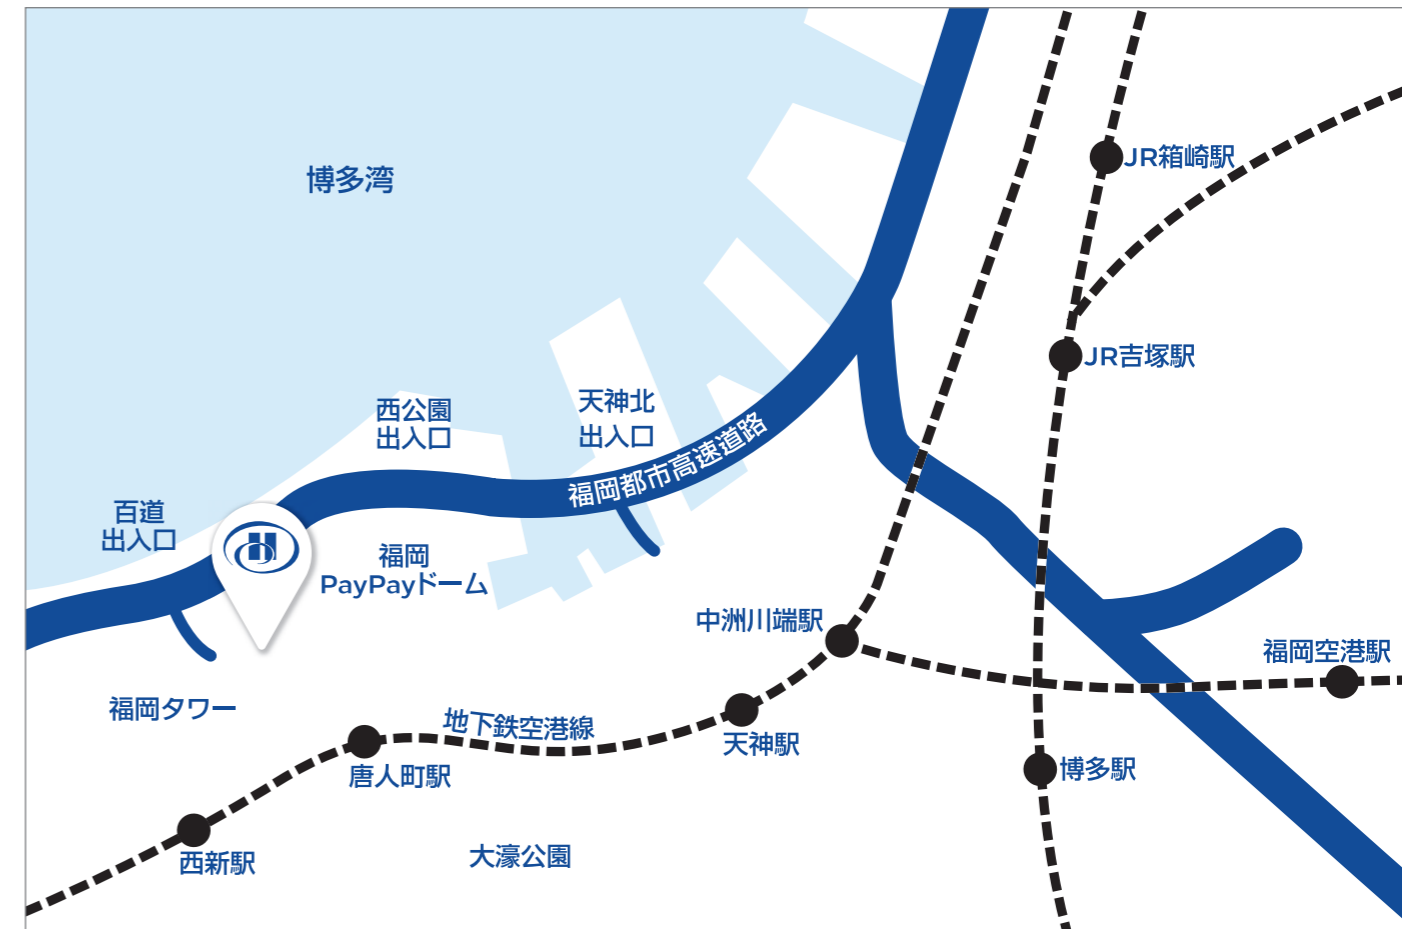 JR箱崎駅
博多湾
JR吉塚駅
西公園
出入口
天神北
出入口
福岡都市高速道路
百道
出入口
福岡
PayPayドーム
中洲川端駅
福岡空港駅
福岡タワー
地下鉄空港線
天神駅
唐人町駅
博多駅
西新駅
大濠公園